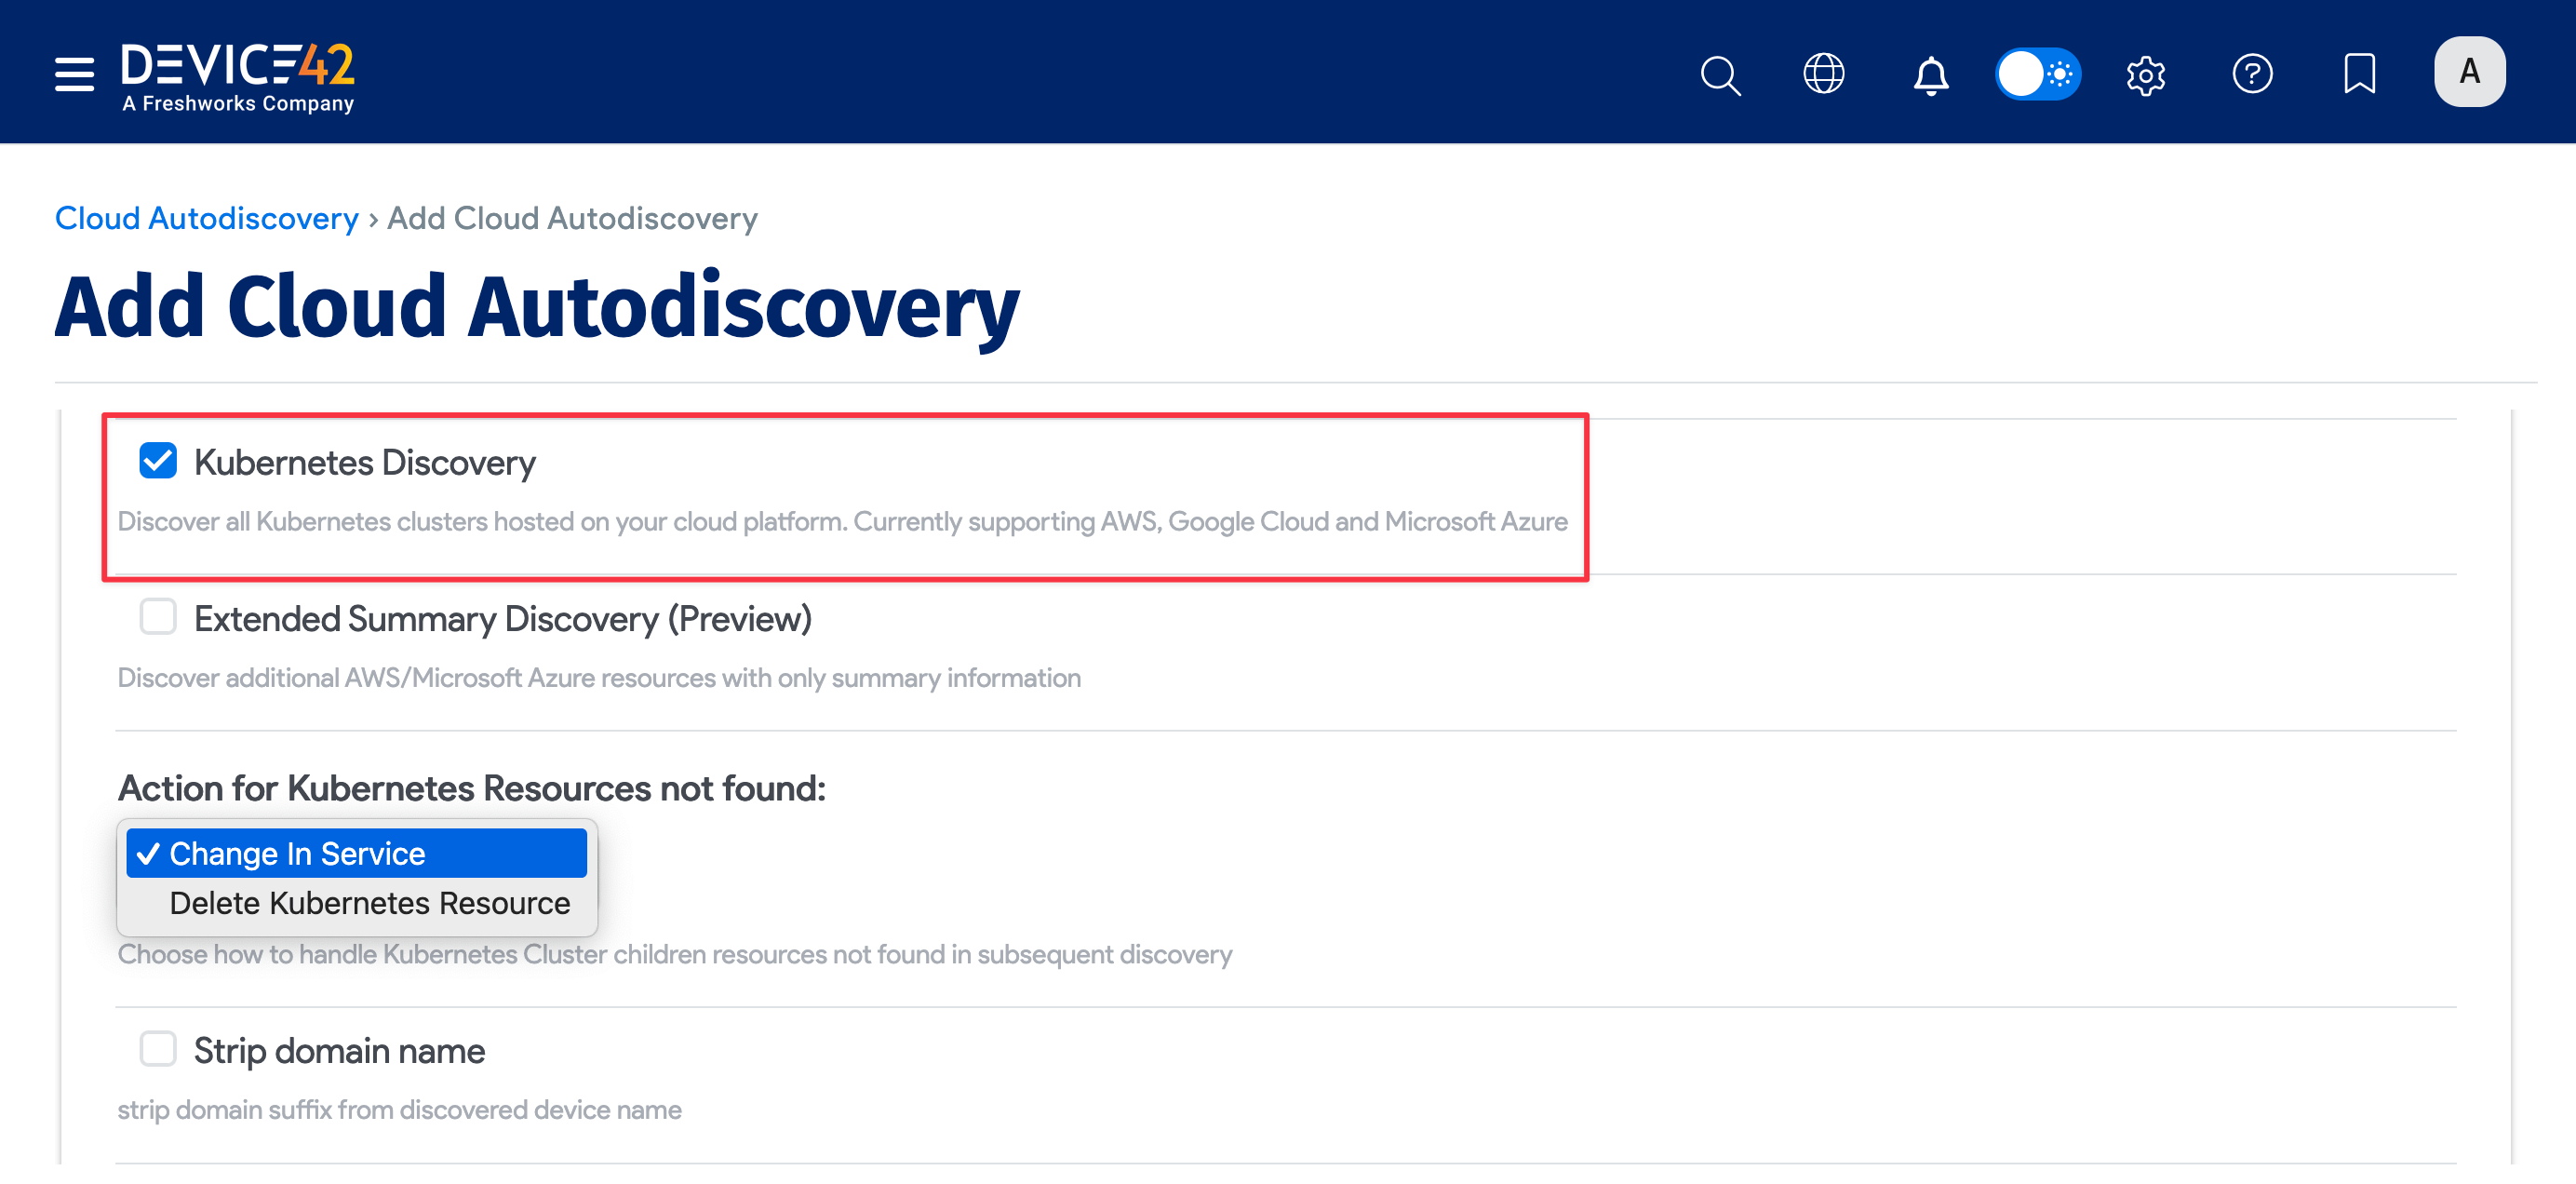 DEVICE42
A Freshworks Company
A
Cloud Autodiscovery › Add Cloud Autodiscovery
Add Cloud Autodiscovery
Kubernetes Discovery
Discover all Kubernetes clusters hosted on your cloud platform. Currently supporting AWS, Google Cloud and Microsoft Azure
Extended Summary Discovery (Preview)
Discover additional AWS/Microsoft Azure resources with only summary information
Action for Kubernetes Resources not found:
✓ Change In Service
Delete Kubernetes Resource
Choose how to handle Kubernetes Cluster children resources not found in subsequent discovery
Strip domain name
strip domain suffix from discovered device name